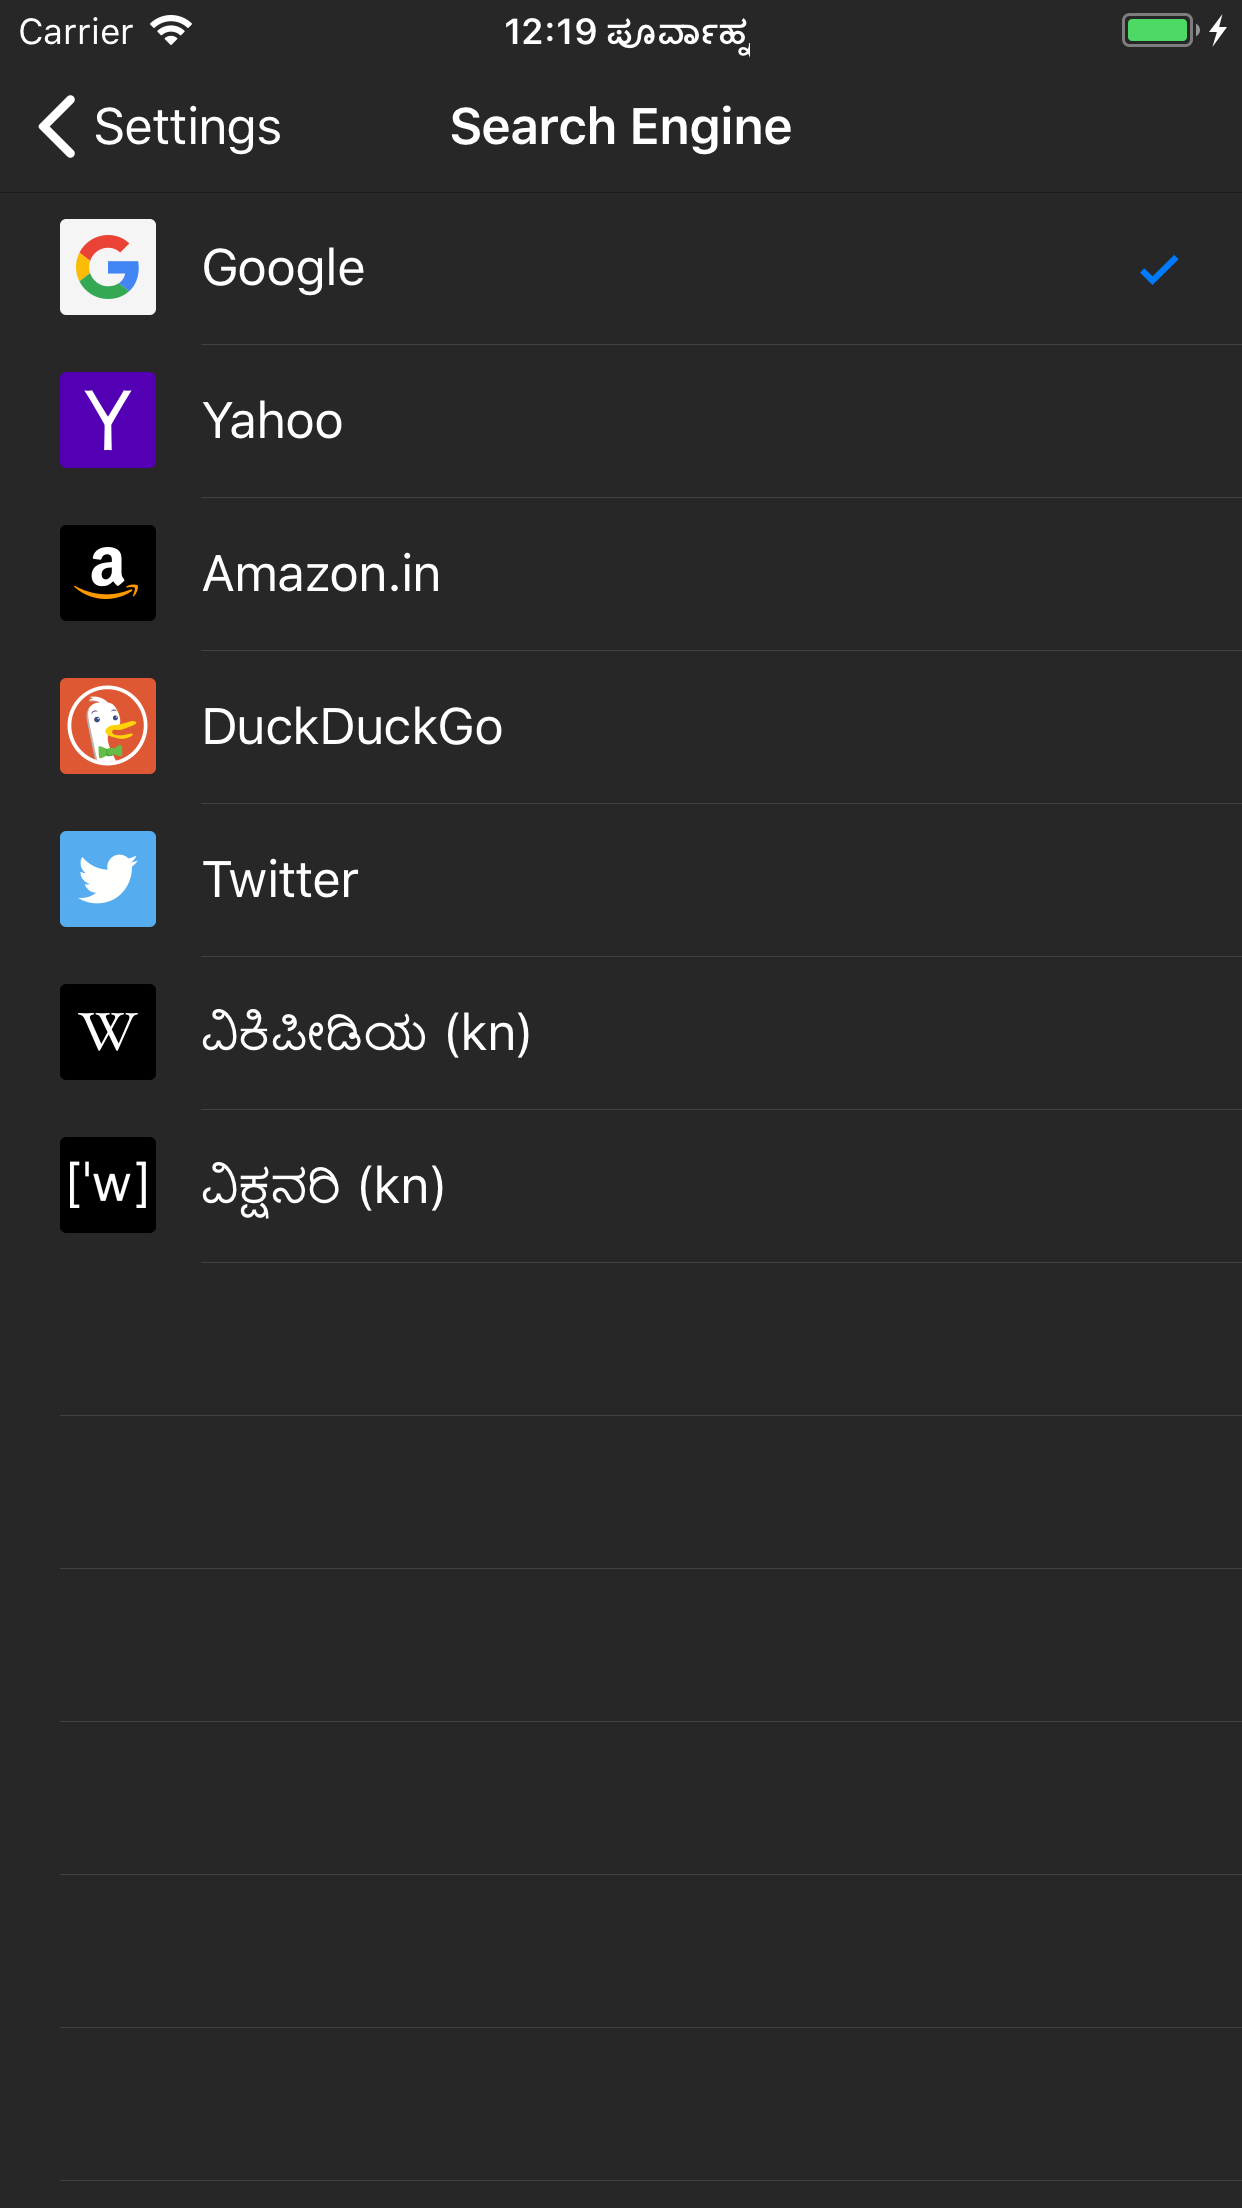 Carrier 12:19 ಪೂರ್ವಾಹ್ನ
Settings Search Engine
Google
Y Yahoo
a Amazon.in
DuckDuckGo
Twitter
W ವಿಕಿಪೀಡಿಯ (kn)
['w] ವಿಕ್ಷನರಿ (kn)